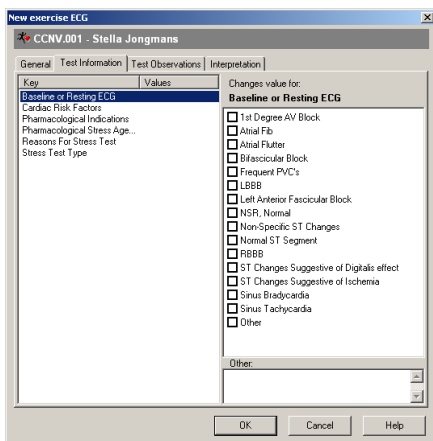 New exercise ECG
CCNV.001 - Stella Jongmans
General Test Information Test Observations Interpretation
Key Values
Baseline or Resting ECG
Cardiac Risk Factors
Pharmacological Indications
Pharmacological Stress Age...
Reasons For Stress Test
Stress Test Type
Changes value for:
Baseline or Resting ECG
1st Degree AV Block
Atrial Fib
Atrial Flutter
Bifascicular Block
Frequent PVC's
LBBB
Left Anterior Fascicular Block
NSR, Normal
Non-Specific ST Changes
Normal ST Segment
RBBB
ST Changes Suggestive of Digitalis effect
ST Changes Suggestive of Ischemia
Sinus Bradycardia
Sinus Tachycardia
Other
Other:
OK Cancel Help